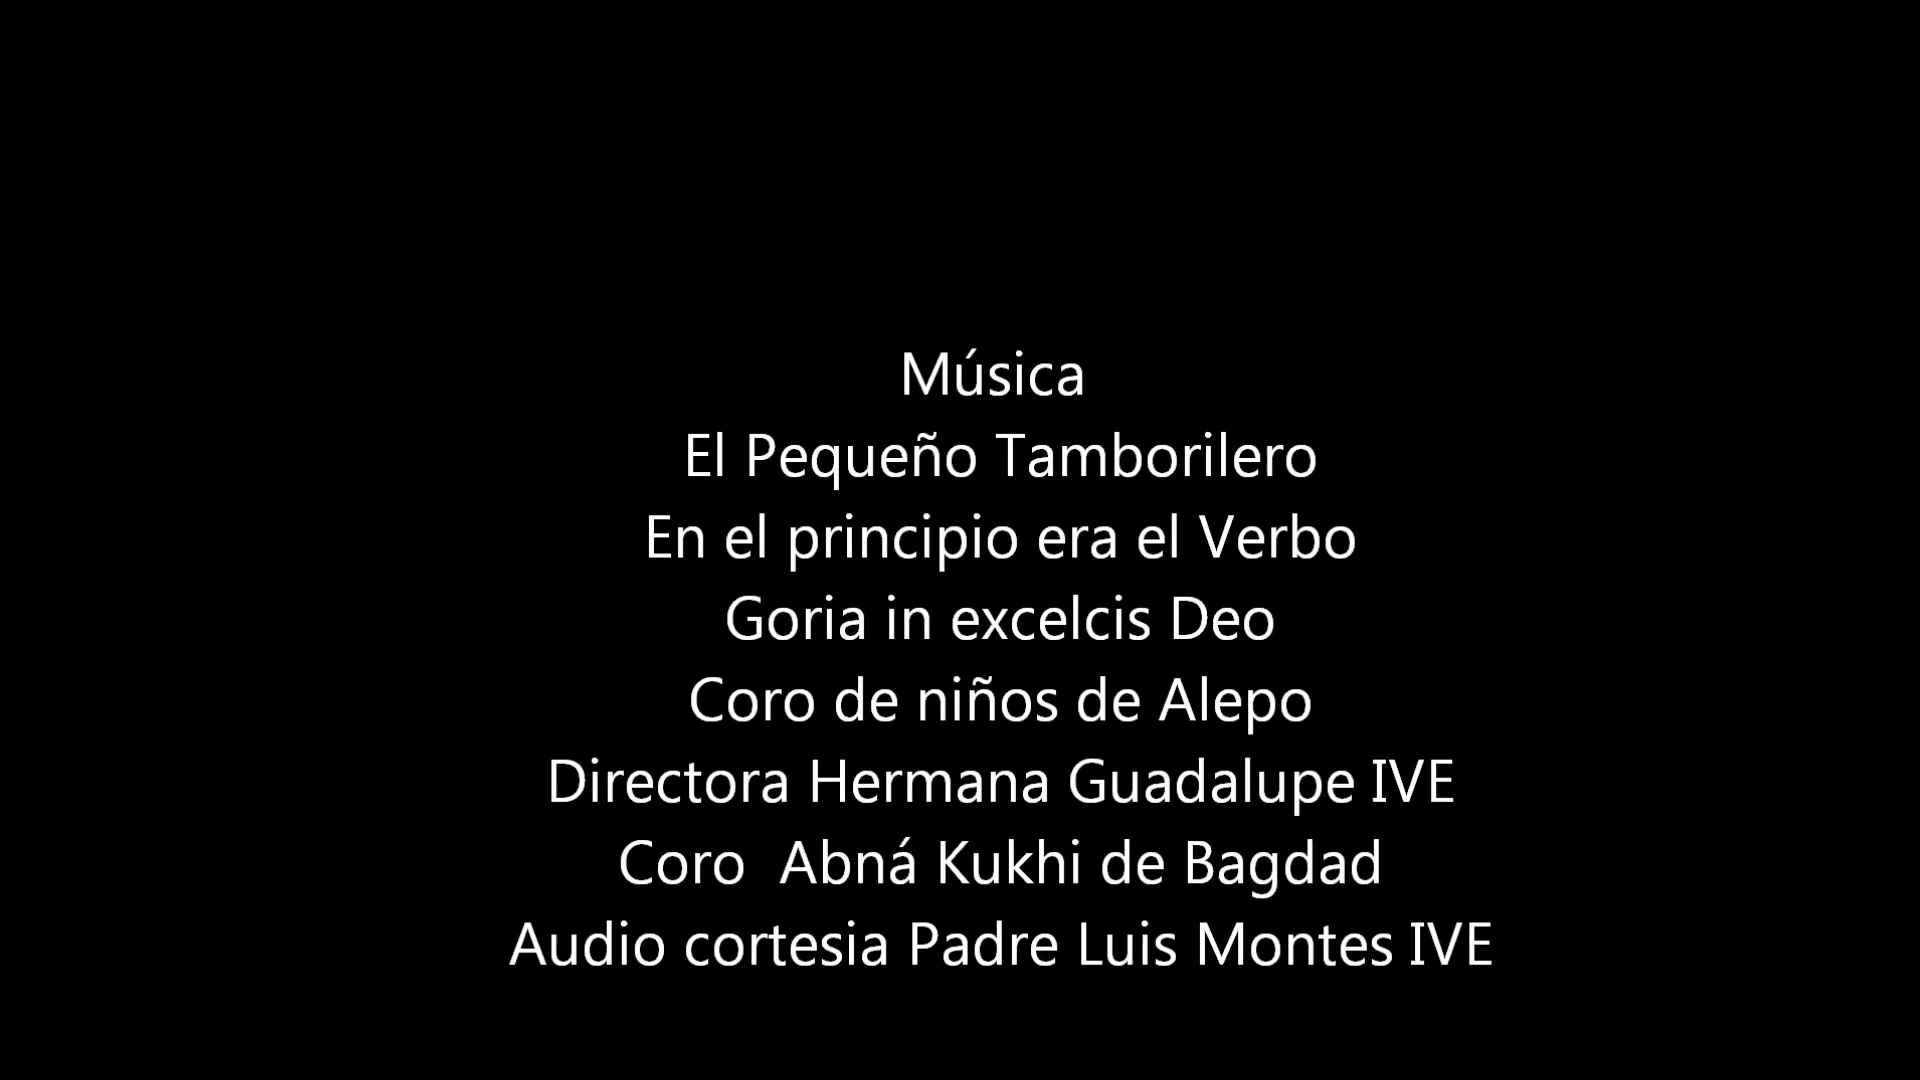 Música
El Pequeño Tamborilero
En el principio era el Verbo
Goria in excelcis Deo
Coro de niños de Alepo
Directora Hermana Guadalupe IVE
Coro  Abná Kukhi de Bagdad
Audio cortesia Padre Luis Montes IVE